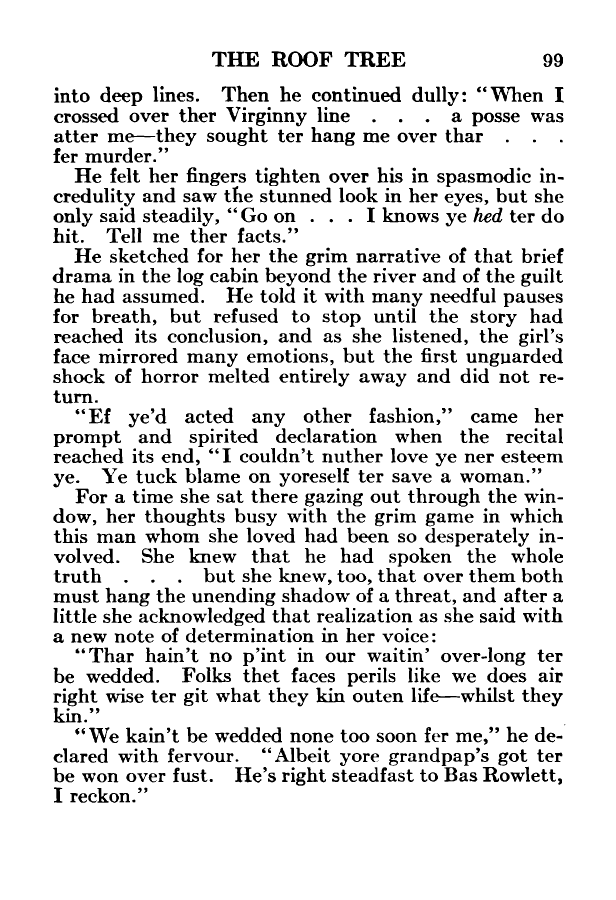 THE ROOF TREE 99
into deep lines. Then he continued dully: "When I
crossed over ther Virginny line . . . a posse was
atter me—they sought ter hang me over thar . . .
fer murder."
He felt her fingers tighten over his in spasmodic in-
credulity and saw the stunned look in her eyes, but she
only said steadily, "Go on . . . I knows ye hed ter do
hit. Tell me ther facts."
He sketched for her the grim narrative of that brief
drama in the log cabin beyond the river and of the guilt
he had assumed. He told it with many needful pauses
for breath, but refused to stop until the story had
reached its conclusion, and as she listened, the girl's
face mirrored many emotions, but the first unguarded
shock of horror melted entirely away and did not re-
turn.
"Ef ye'd acted any other fashion," came her
prompt and spirited declaration when the recital
reached its end, "I couldn't nuther love ye ner esteem
ye. Ye tuck blame on yoreself ter save a woman."
For a time she sat there gazing out through the win-
dow, her thoughts busy with the grim game in which
this man whom she loved had been so desperately in-
volved. She knew that he had spoken the whole
truth . . . but she knew, too, that over them both
must hang the unending shadow of a threat, and after a
little she acknowledged that realization as she said with
a new note of determination in her voice:
"Thar hain't no p'int in our waitin' over-long ter
be wedded. Folks thet faces perils like we does air
right wise ter git what they kin outen life—whilst they
kin."
"We kain't be wedded none too soon fer me," he de-
clared with fervour. "Albeit yore grandpap's got ter
be won over fust. He's right steadfast to Bas Rowlett,
I reckon."